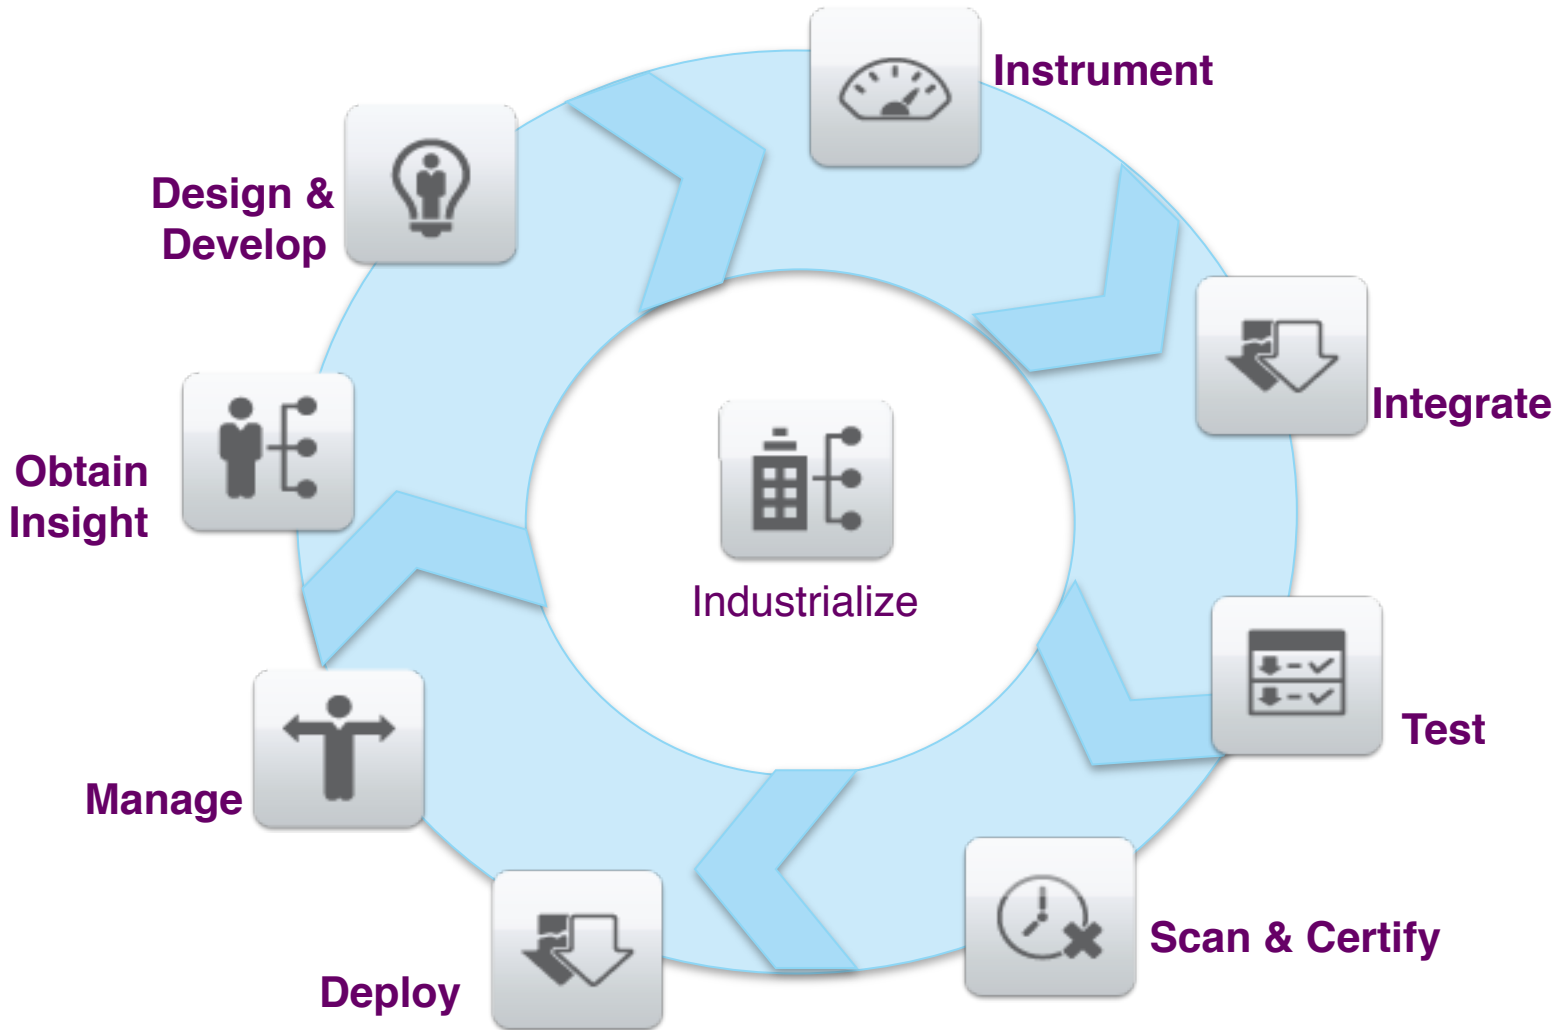 Instrument
Design &
Develop
Integrate
Obtain
Insight
Industrialize
Test
Manage
Scan & Certify
Deploy